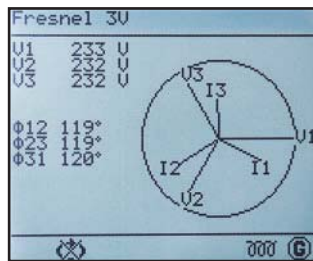 Fresnel 3V
V1 233 V
V2 232 V
V3 232 V
Φ12 119°
Φ23 119°
Φ31 120°
V3
I3
V1
I2
I1
V2
G